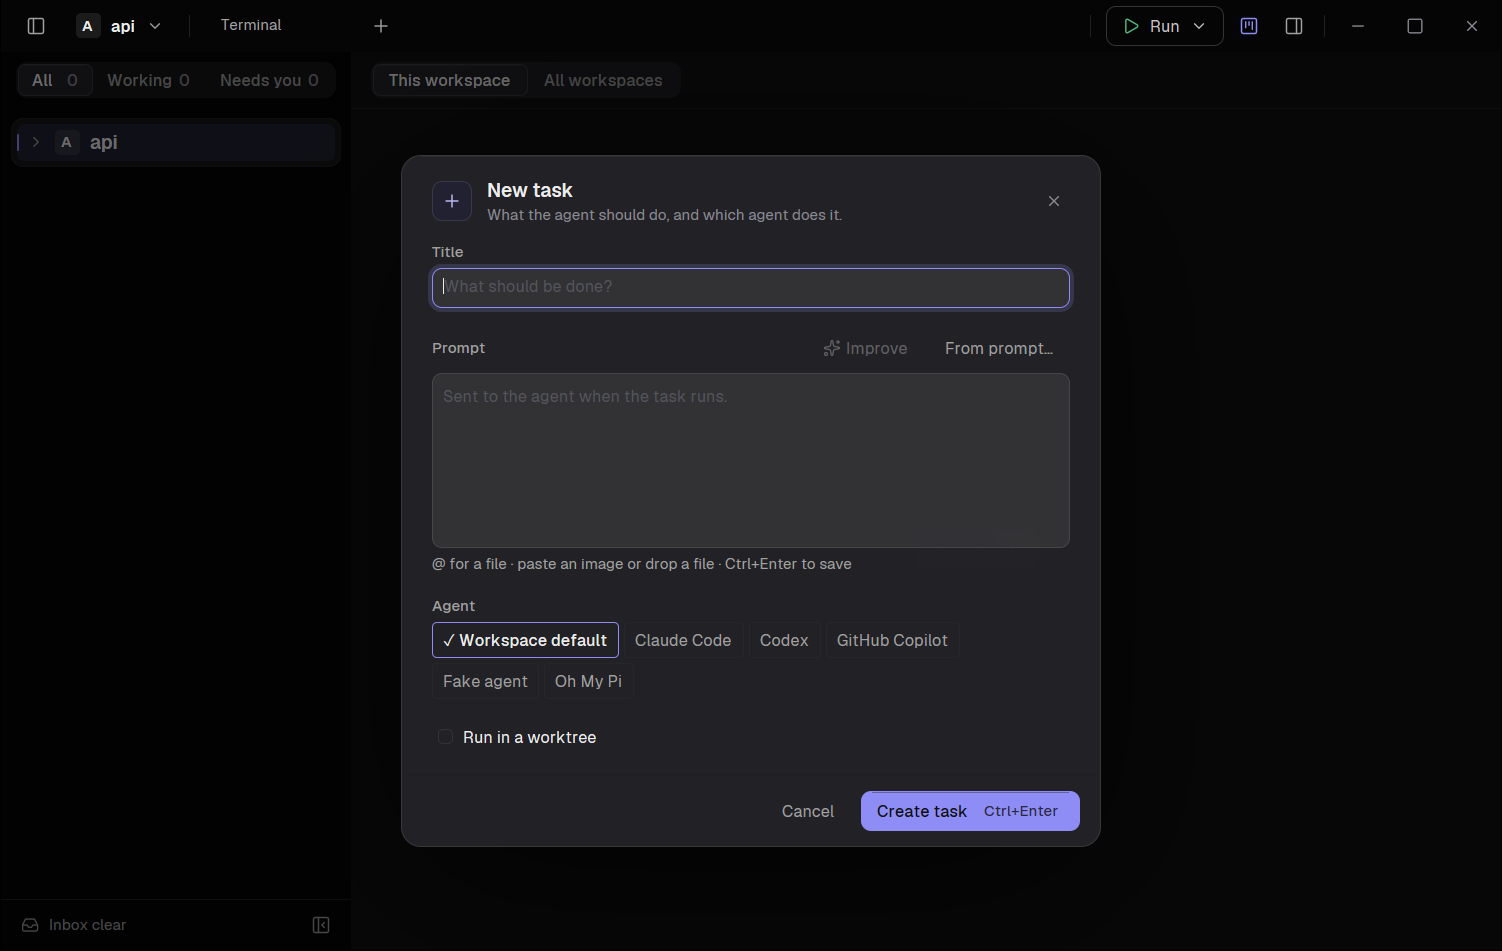 A api Terminal Run
All 0 Working 0 Needs you 0 This workspace All workspaces
A api
New task
What the agent should do, and which agent does it.
Title
What should be done?
Prompt Improve From prompt...
Sent to the agent when the task runs.
@ for a file · paste an image or drop a file · Ctrl+Enter to save
Agent
✓ Workspace default Claude Code Codex GitHub Copilot
Fake agent Oh My Pi
Run in a worktree
Cancel Create task Ctrl+Enter
Inbox clear